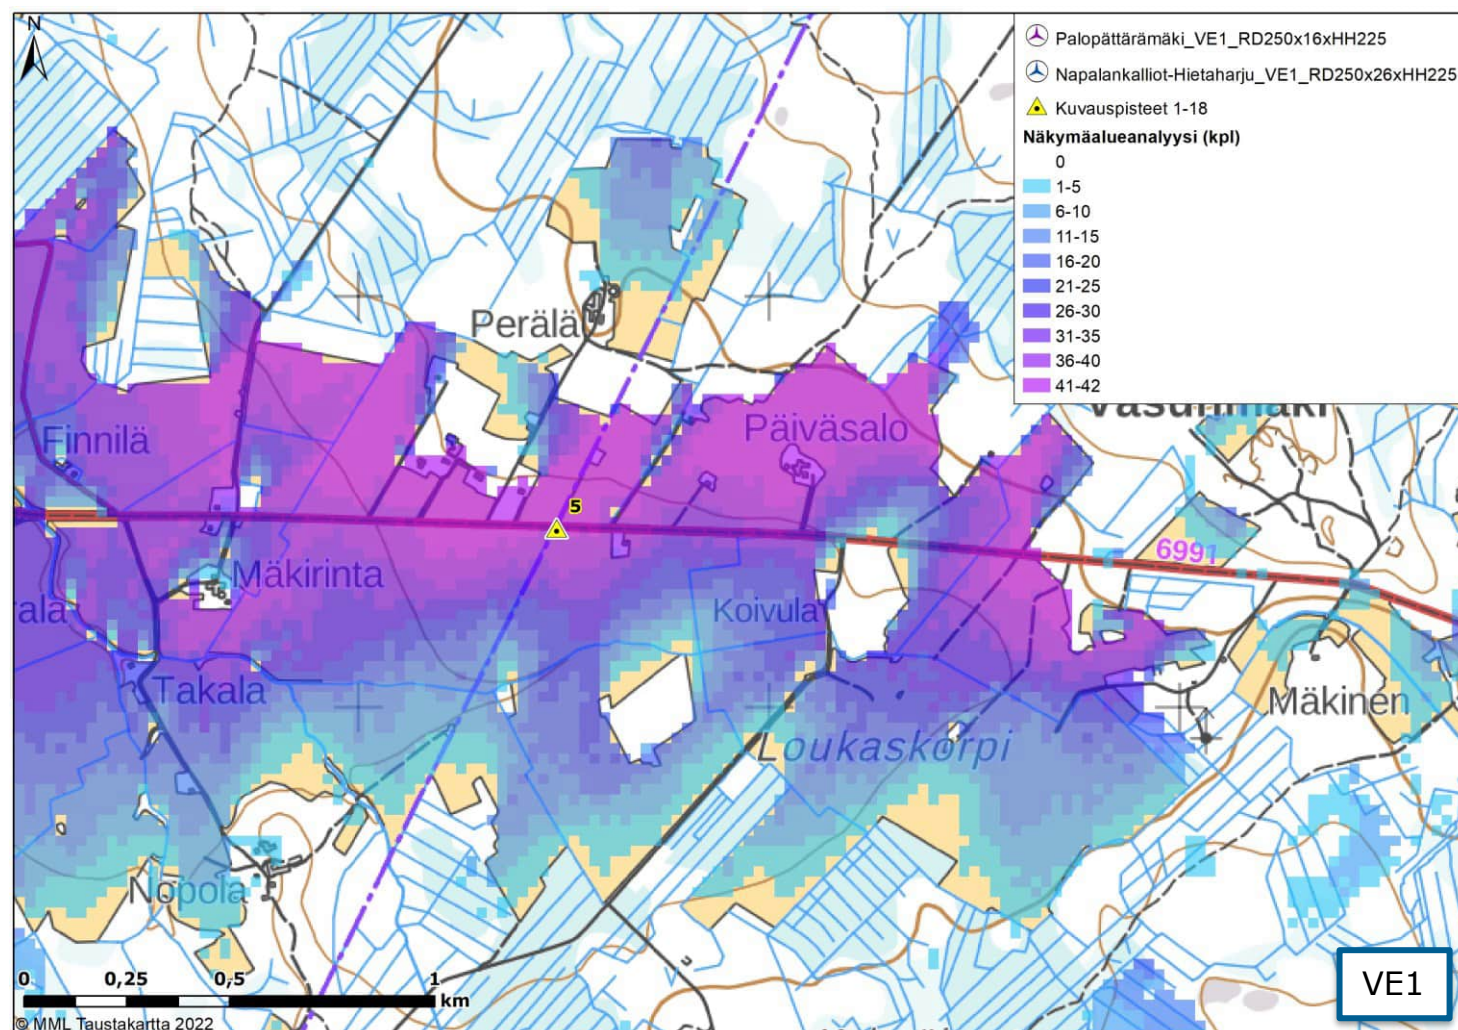 N
Palopättärämäki_VE1_RD250x16xHH225
Napalankalliot-Hietaharju_VE1_RD250x26xHH225
Kuvauspisteet 1-18
Näkymäalueanalyysi (kpl)
0
1-5
6-10
11-15
16-20
21-25
26-30
31-35
36-40
41-42
Perälä
Finnilä
Päiväsalo
5
6991
Mäkirinta
Koivula
Takala
Mäkinen
Loukaskorpi
Nopola
0 0,25 0,5 1
km
VE1
© MML Taustakartta 2022